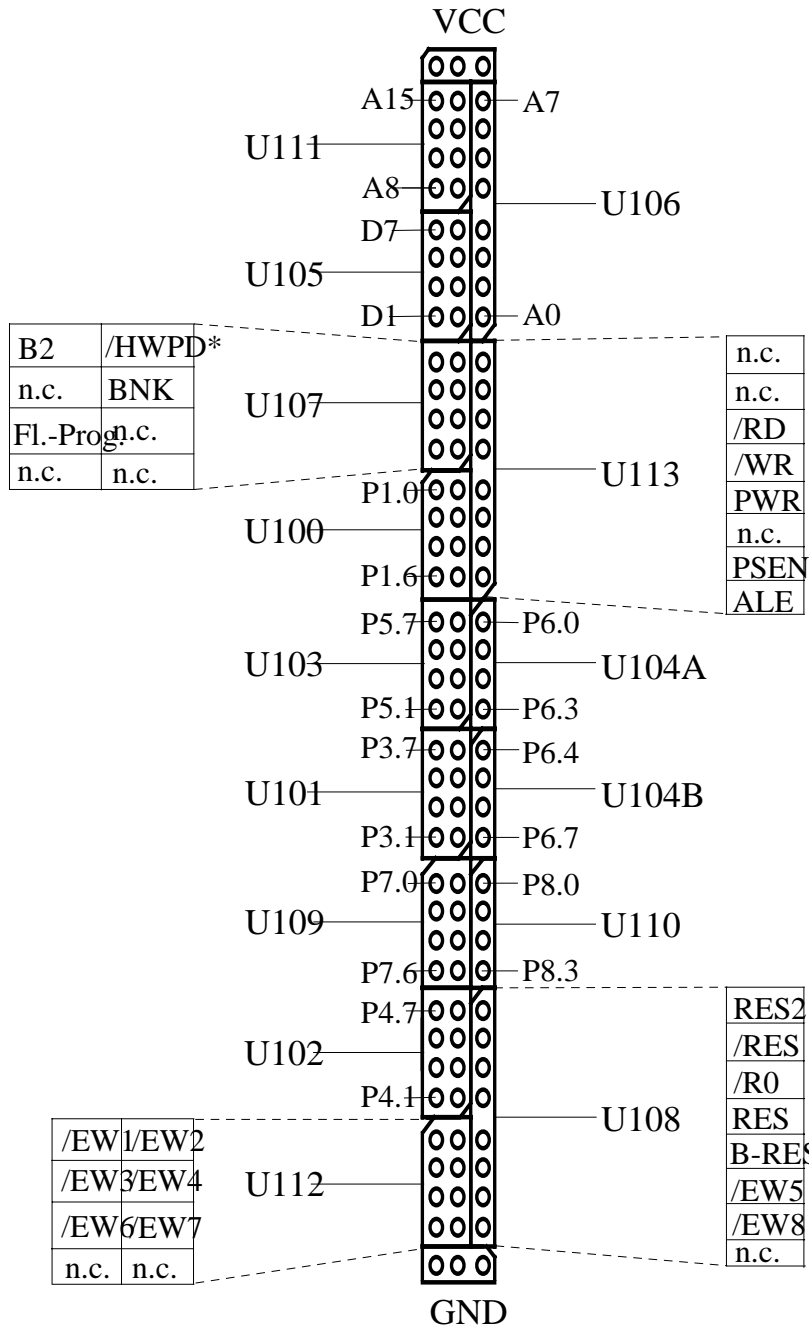 VCC
A15 A7
U111
A8
U106
D7
U105
D1 A0
B2 /HWPD*
n.c. BNK
Fl.-Prog. n.c.
n.c. n.c.
U107
n.c.
n.c.
/RD
/WR
PWR
n.c.
PSEN
ALE
U113
P1.0
U100
P1.6
P5.7 P6.0
U103 U104A
P5.1 P6.3
P3.7 P6.4
U101 U104B
P3.1 P6.7
P7.0 P8.0
U109 U110
P7.6 P8.3
P4.7
U102
P4.1
U108
RES2
/RES
/R0
RES
B-RES
/EW5
/EW8
n.c.
/EW1 /EW2
/EW3 /EW4
/EW6 /EW7
n.c. n.c.
U112
GND